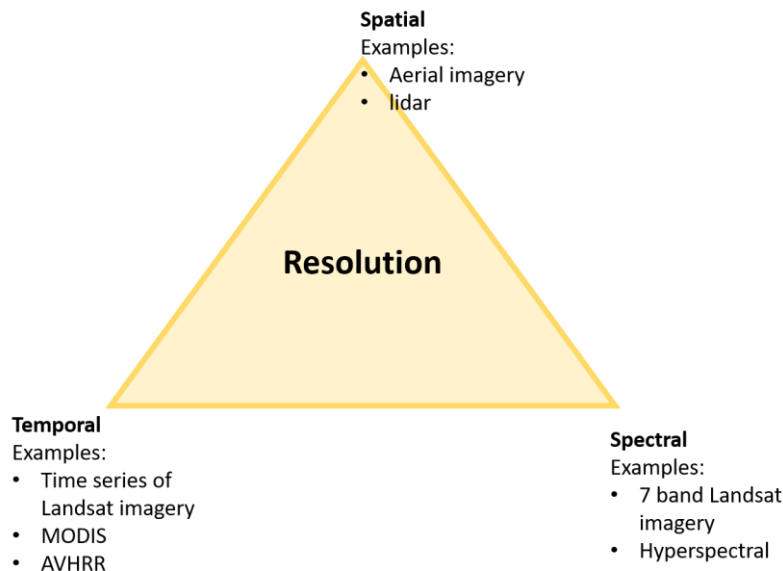 Spatial
Examples:
• Aerial imagery
• lidar
Resolution
Temporal
Examples:
• Time series of
Landsat imagery
• MODIS
• AVHRR
Spectral
Examples:
• 7 band Landsat
imagery
• Hyperspectral